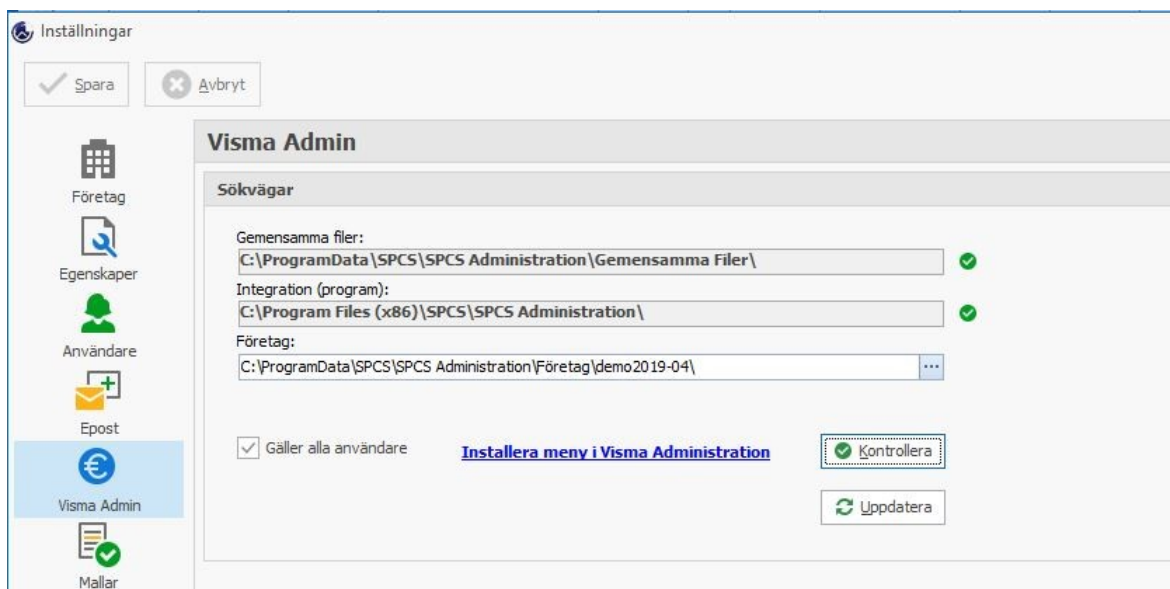 Inställningar
Spara
Avbryt
Företag
Egenskaper
Användare
Epost
Visma Admin
Mallar
Visma Admin
Sökvägar
Gemensamma filer:
C:\ProgramData\SPCS\SPCS Administration\Gemensamma Filer\
Integration (program):
C:\Program Files (x86)\SPCS\SPCS Administration\
Företag:
C:\ProgramData\SPCS\SPCS Administration\Företag\demo2019-04\
...
Gäller alla användare
Installera meny i Visma Administration
Kontrollera
Uppdatera